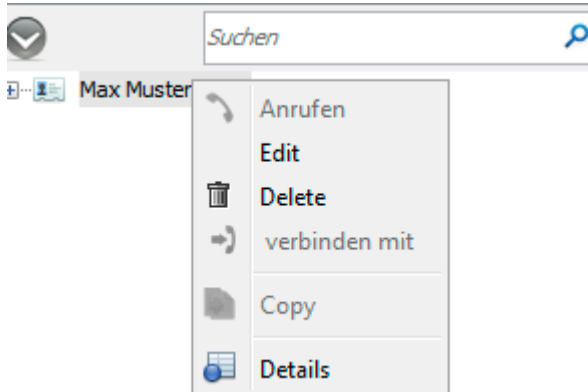 Suchen
Max Muster
Anrufen
Edit
Delete
verbinden mit
Copy
Details